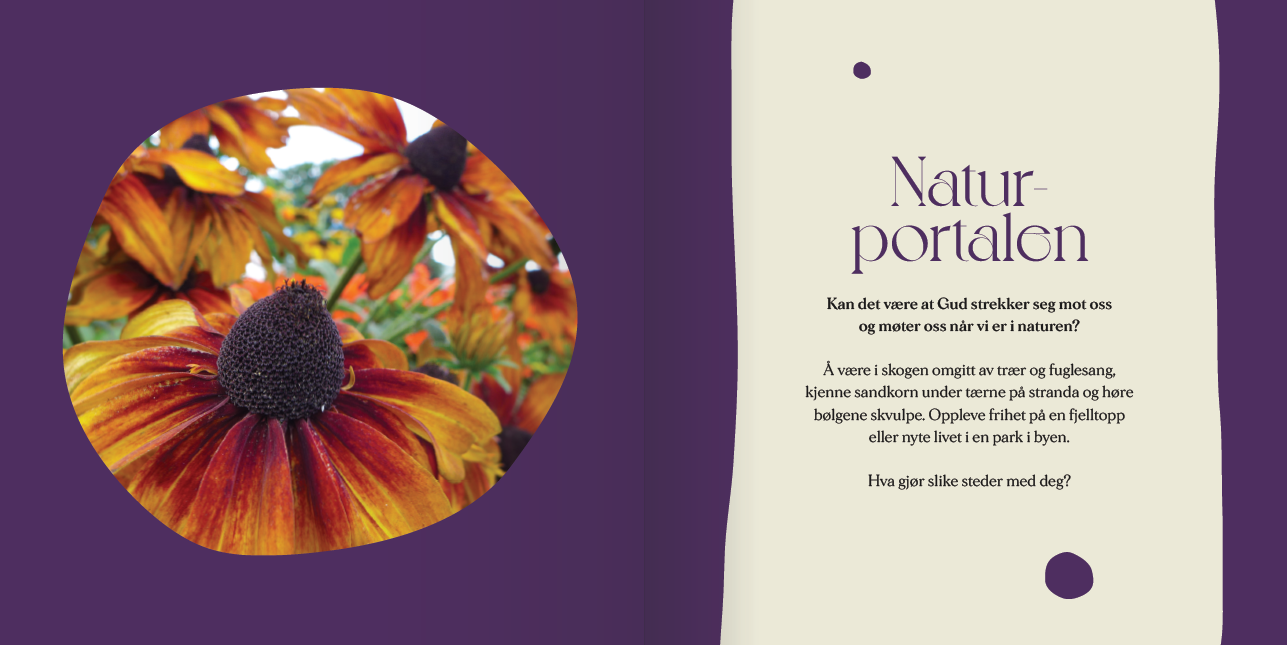 Natur-
portalen
Kan det være at Gud strekker seg mot oss
og møter oss når vi er i naturen?
Å være i skogen omgitt av trær og fuglesang,
kjenne sandkorn under tærne på stranda og høre
bølgene skvulpe. Oppleve frihet på en fjelltopp
eller nyte livet i en park i byen.
Hva gjør slike steder med deg?